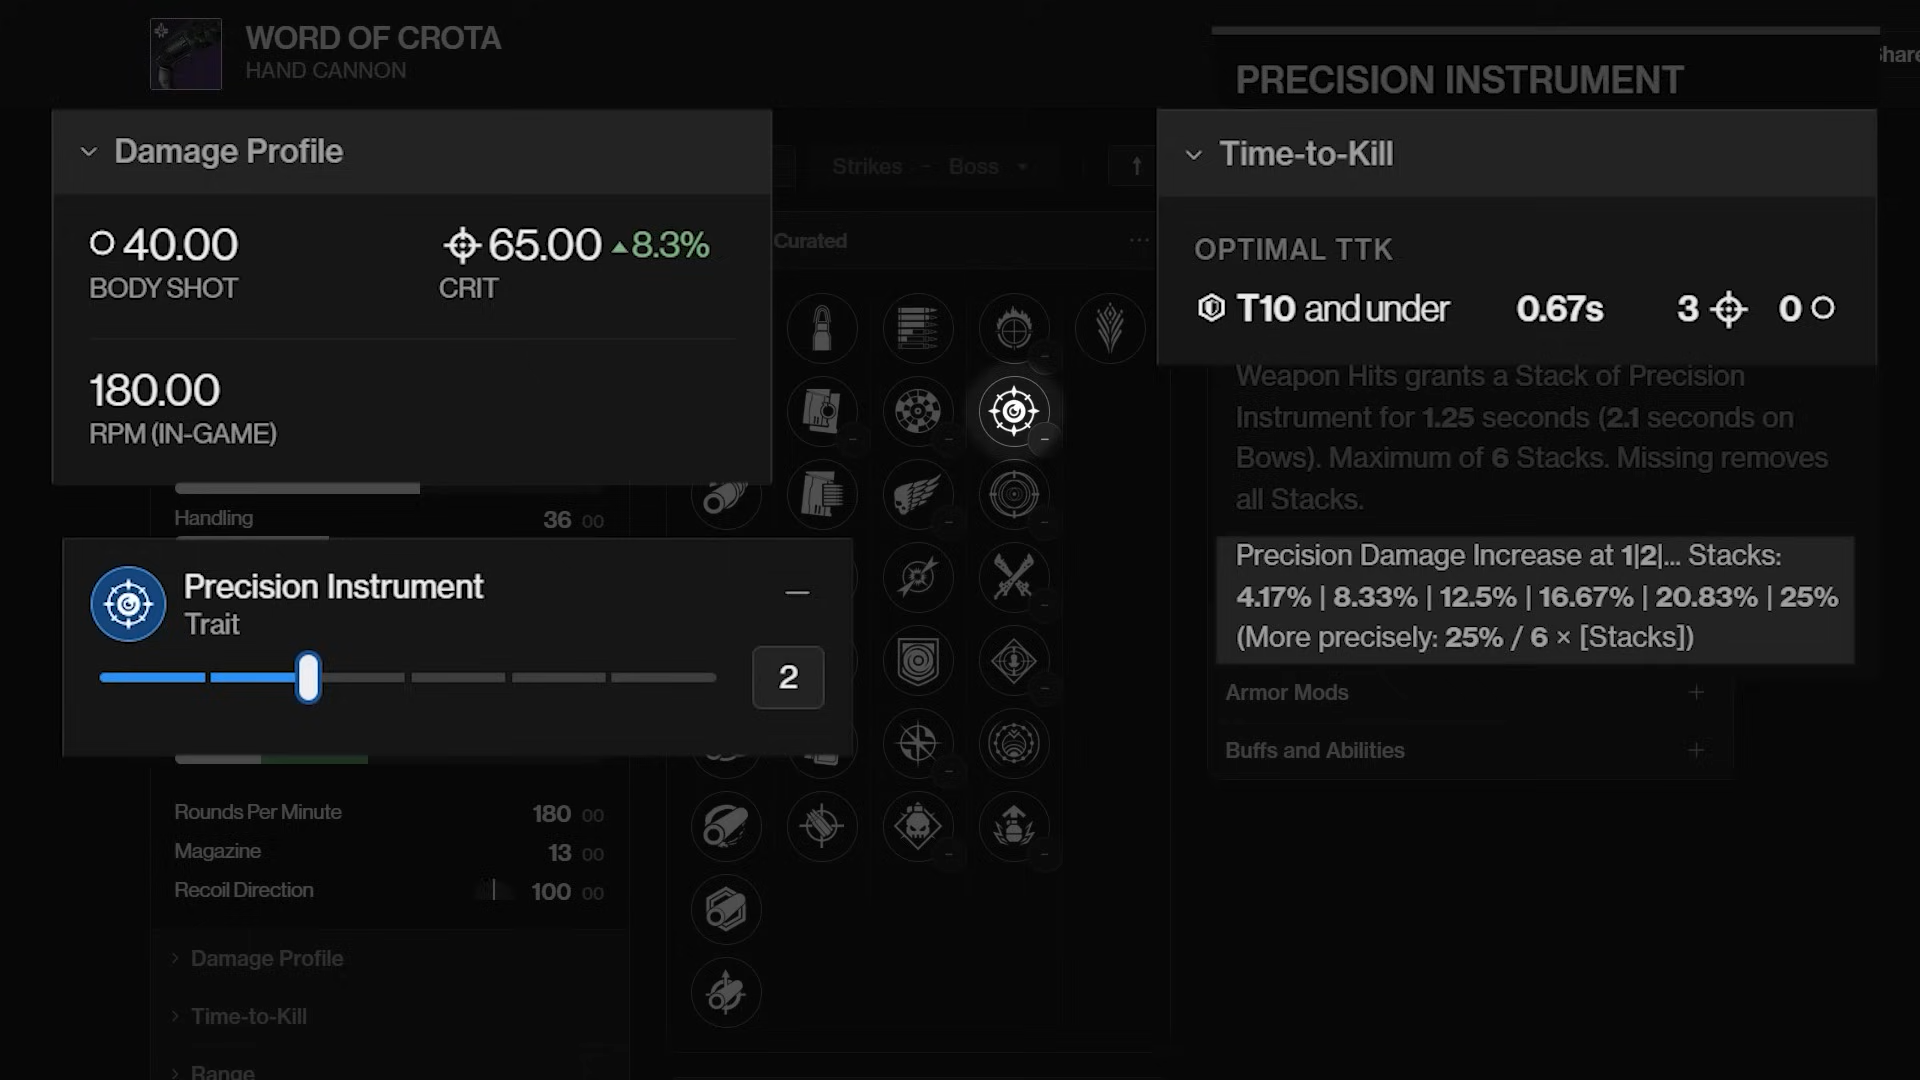 WORD OF CROTA
HAND CANNON
PRECISION INSTRUMENT
Share
Damage Profile
Strikes - Boss
Time-to-Kill
40.00
65.00 8.3%
BODY SHOT
CRIT
Curated
OPTIMAL TTK
T10 and under 0.67s 3 0
180.00
RPM (IN-GAME)
Weapon Hits grants a Stack of Precision
Instrument for 1.25 seconds (2.1 seconds on
Bows). Maximum of 6 Stacks. Missing removes
all Stacks.
Handling 36 00
Precision Damage Increase at 1|2|... Stacks:
4.17% | 8.33% | 12.5% | 16.67% | 20.83% | 25%
(More precisely: 25% / 6 × [Stacks])
Precision Instrument
Trait
2
Armor Mods
Buffs and Abilities
Rounds Per Minute 180 00
Magazine 13 00
Recoil Direction 100 00
Damage Profile
Time-to-Kill
Range